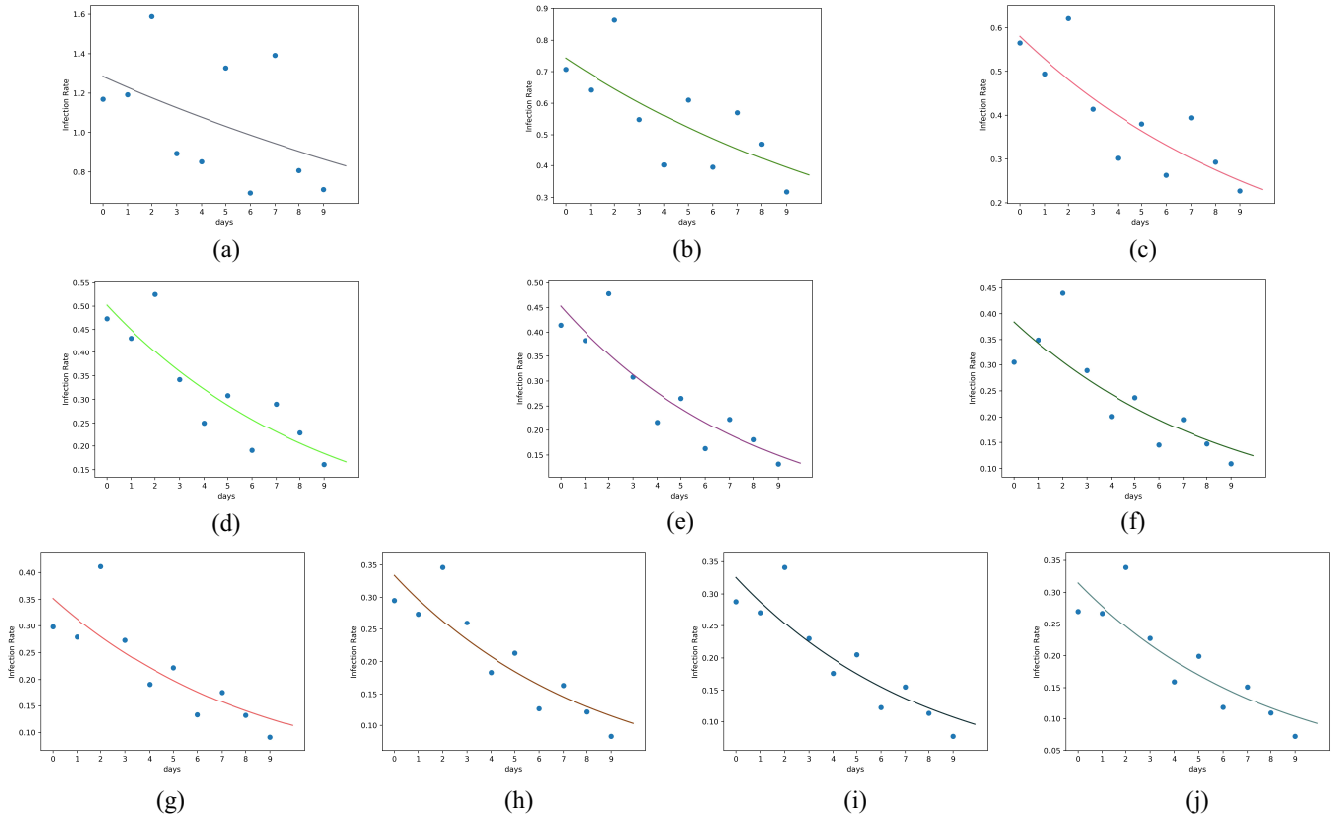 1.6
1.4
1.2
1.0
0.8
Infection Rate
0 1 2 3 4 5 6 7 8 9
days
(a)
0.9
0.7
0.6
0.5
0.4
0.3
Infection Rate
0 1 2 3 4 5 6 7 8 9
days
(b)
0.6
0.5
0.4
0.3
0.2
Infection Rate
0 1 2 3 4 5 6 7 8 9
days
(c)
0.55
0.50
0.45
0.40
0.35
0.30
0.25
0.20
0.15
Infection Rate
0 1 2 3 4 5 6 7 8 9
days
(d)
0.50
0.45
0.40
0.35
0.30
0.25
0.20
0.15
Infection Rate
0 1 2 3 4 5 6 7 8 9
days
(e)
0.45
0.40
0.35
0.30
0.25
0.20
0.15
0.10
Infection Rate
0 1 2 3 4 5 6 7 8 9
days
(f)
0.40
0.35
0.30
0.25
0.20
0.15
0.10
Infection Rate
0 1 2 3 4 5 6 7 8 9
days
(g)
0.35
0.30
0.25
0.20
0.15
0.10
Infection Rate
0 1 2 3 4 5 6 7 8 9
days
(h)
0.35
0.30
0.25
0.20
0.15
0.10
Infection Rate
0 1 2 3 4 5 6 7 8 9
days
(i)
0.35
0.30
0.25
0.20
0.15
0.10
0.05
Infection Rate
0 1 2 3 4 5 6 7 8 9
days
(j)